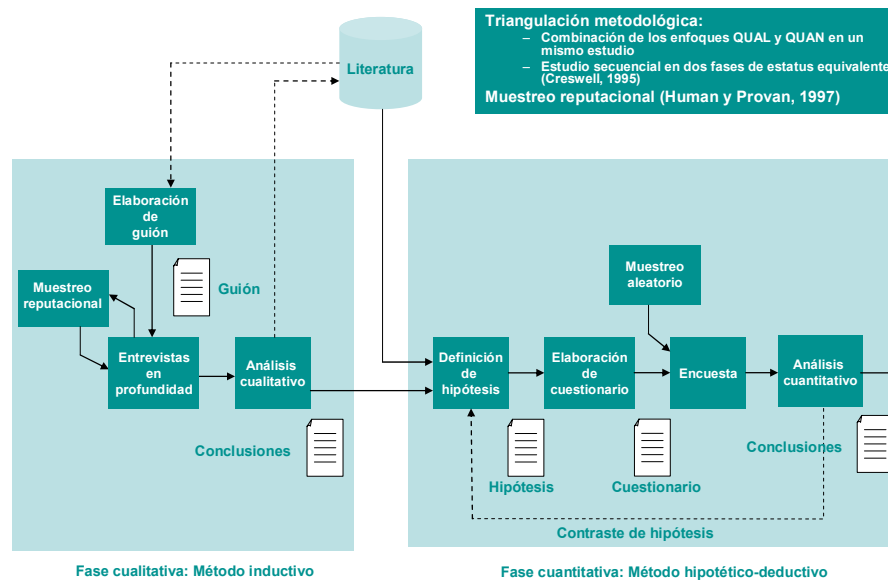 Triangulación metodológica:
– Combinación de los enfoques QUAL y QUAN en un
mismo estudio
– Estudio secuencial en dos fases de estatus equivalente
(Creswell, 1995)
Muestreo reputacional (Human y Provan, 1997)
Literatura
Elaboración
de
guión
Guión
Muestreo
reputacional
Entrevistas
en
profundidad
Análisis
cualitativo
Conclusiones
Muestreo
aleatorio
Definición
de
hipótesis
Elaboración
de
cuestionario
Encuesta
Análisis
cuantitativo
Hipótesis
Cuestionario
Conclusiones
Contraste de hipótesis
Fase cualitativa: Método inductivo
Fase cuantitativa: Método hipotético-deductivo